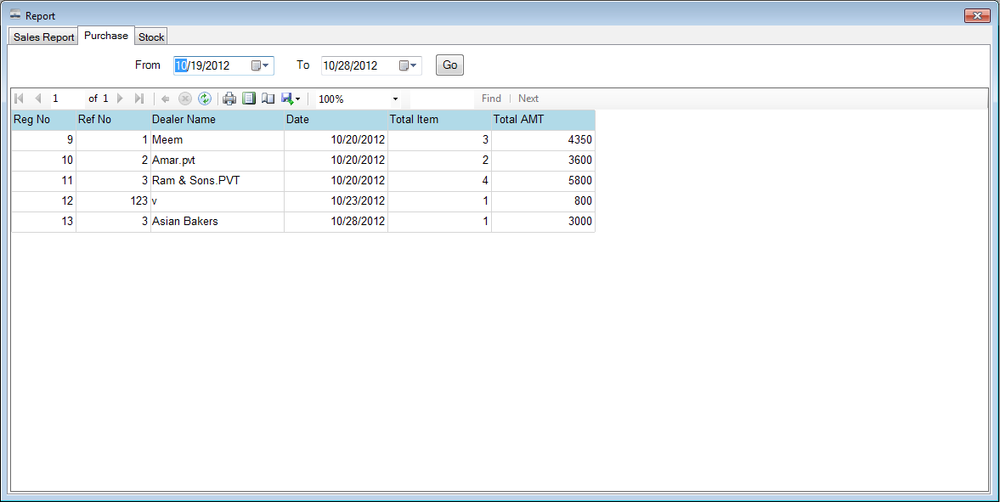 Report
Sales Report Purchase Stock
From 10/19/2012 To 10/28/2012 Go
1 of 1 100% Find Next
Reg No Ref No Dealer Name Date Total Item Total AMT
9 1 Meem 10/20/2012 3 4350
10 2 Amar.pvt 10/20/2012 2 3600
11 3 Ram & Sons.PVT 10/20/2012 4 5800
12 123 v 10/23/2012 1 800
13 3 Asian Bakers 10/28/2012 1 3000